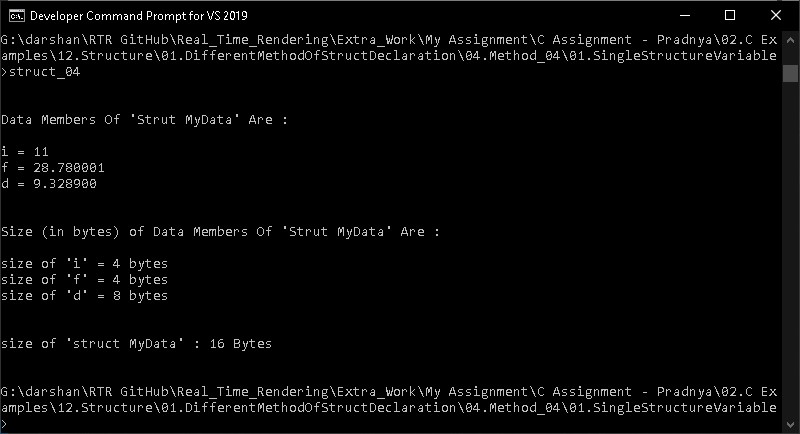 Developer Command Prompt for VS 2019
G:\darshan\RTR GitHub\Real_Time_Rendering\Extra_Work\My Assignment\C Assignment - Pradnya\02.C Ex
amples\12.Structure\01.DifferentMethodOfStructDeclaration\04.Method_04\01.SingleStructureVariable
>struct_04
Data Members Of 'Strut MyData' Are :
i = 11
f = 28.780001
d = 9.328900
Size (in bytes) of Data Members Of 'Strut MyData' Are :
size of 'i' = 4 bytes
size of 'f' = 4 bytes
size of 'd' = 8 bytes
size of 'struct MyData' : 16 Bytes
G:\darshan\RTR GitHub\Real_Time_Rendering\Extra_Work\My Assignment\C Assignment - Pradnya\02.C Ex
amples\12.Structure\01.DifferentMethodOfStructDeclaration\04.Method_04\01.SingleStructureVariable
>